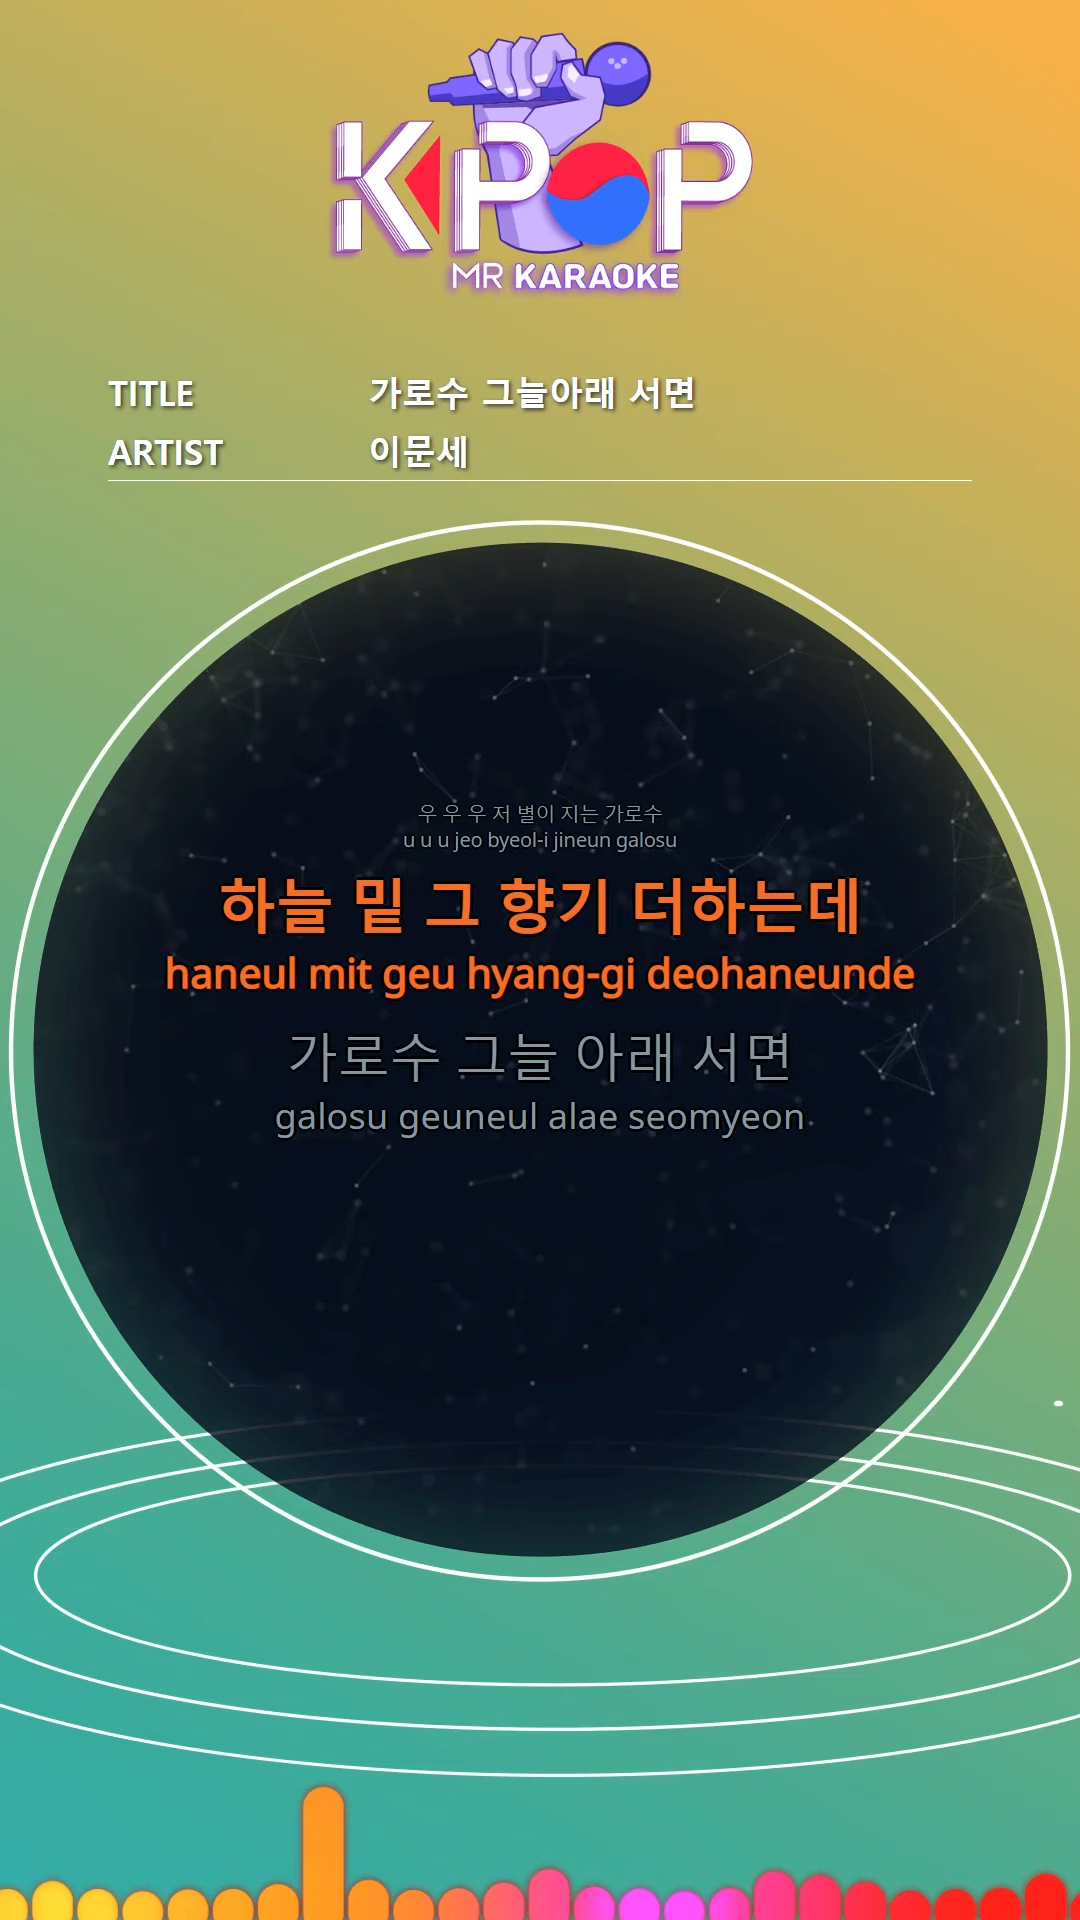 KPOP
MR KARAOKE
TITLE 가로수 그늘아래 서면
ARTIST 이문세
우 우 우 저 별이 지는 가로수
u u u jeo byeol-i jineun galosu
하늘 밑 그 향기 더하는데
haneul mit geu hyang-gi deohaneunde
가로수 그늘 아래 서면
galosu geuneul alae seomyeon